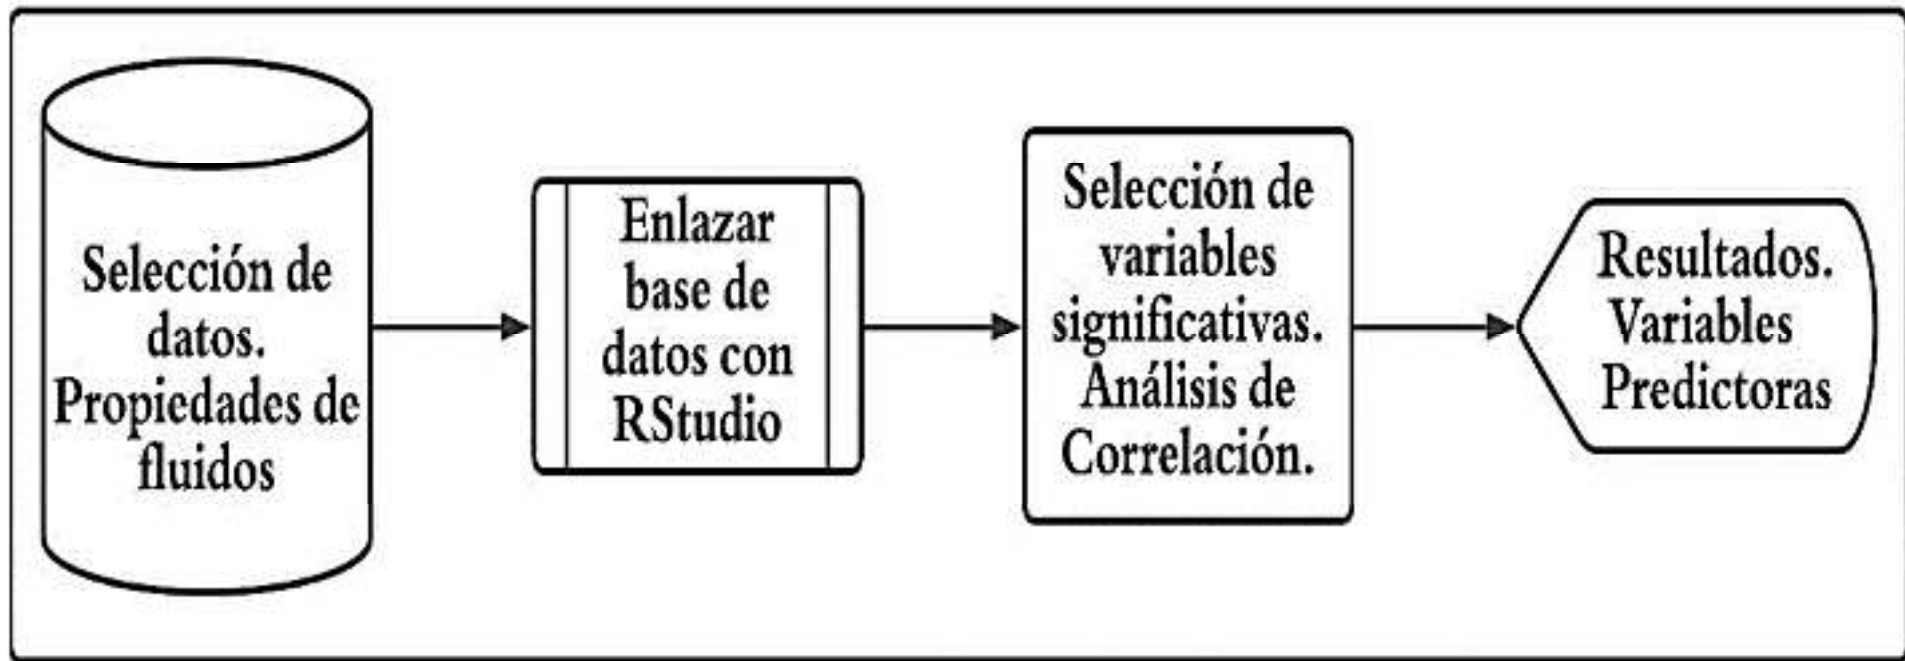 Selección de
datos.
Propiedades de
fluidos
Enlazar
base de
datos con
RStudio
Selección de
variables
significativas.
Análisis de
Correlación.
Resultados.
Variables
Predictoras